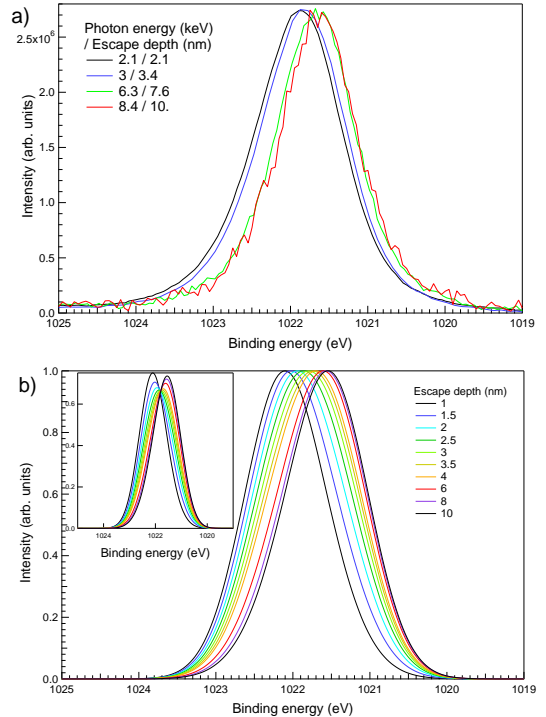 a)
Photon energy (keV)
/ Escape depth (nm)
2.1 / 2.1
3 / 3.4
6.3 / 7.6
8.4 / 10.
2.5x10⁶
2.0
1.5
1.0
0.5
0.0
Intensity (arb. units)
1025
1024
1023
1022
1021
1020
1019
Binding energy (eV)
b)
1.0
0.8
0.6
0.4
0.2
0.0
Intensity (arb. units)
0.6
0.4
0.2
0.0
1024
1022
1020
Binding energy (eV)
Escape depth (nm)
1
1.5
2
2.5
3
3.5
4
6
8
10
1025
1024
1023
1022
1021
1020
1019
Binding energy (eV)